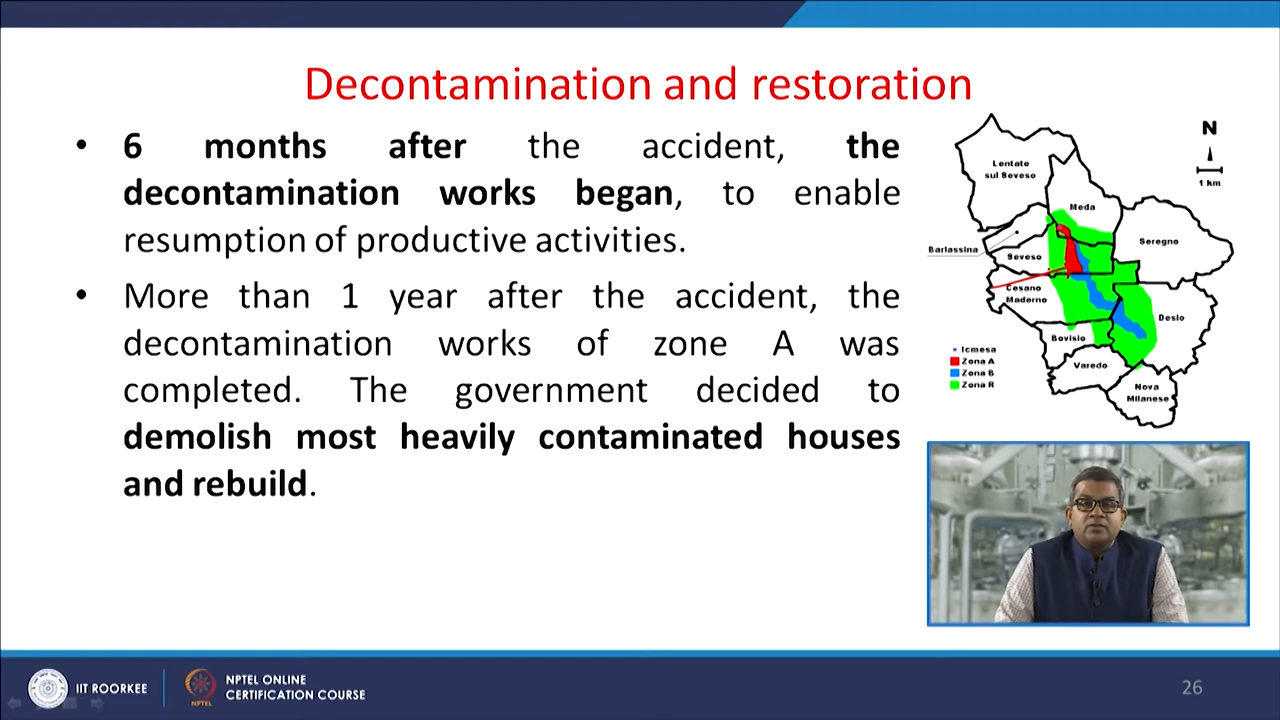 Decontamination and restoration
• 6 months after the accident, the
decontamination works began, to enable
resumption of productive activities.
• More than 1 year after the accident, the
decontamination works of zone A was
completed. The government decided to
demolish most heavily contaminated houses
and rebuild.
N
1 km
Lentate
sul Seveso
Meda
Barlassina
Seveso
Seregno
Cesano
Maderno
Desio
Bovisio
Varedo
Nova
Milanese
Icmesa
Zona A
Zona B
Zona R
IIT ROORKEE
NPTEL
NPTEL ONLINE
CERTIFICATION COURSE
26